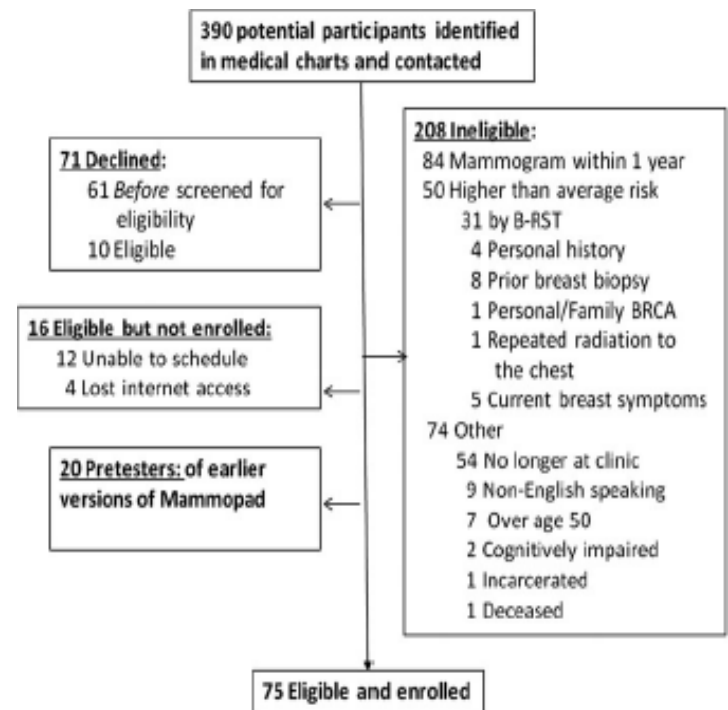 390 potential participants identified
in medical charts and contacted
71 Declined:
61 Before screened for
eligibility
10 Eligible
16 Eligible but not enrolled:
12 Unable to schedule
4 Lost internet access
20 Pretesters: of earlier
versions of Mammopad
208 Ineligible:
84 Mammogram within 1 year
50 Higher than average risk
31 by B-RST
4 Personal history
8 Prior breast biopsy
1 Personal/Family BRCA
1 Repeated radiation to
the chest
5 Current breast symptoms
74 Other
54 No longer at clinic
9 Non-English speaking
7 Over age 50
2 Cognitively impaired
1 Incarcerated
1 Deceased
75 Eligible and enrolled